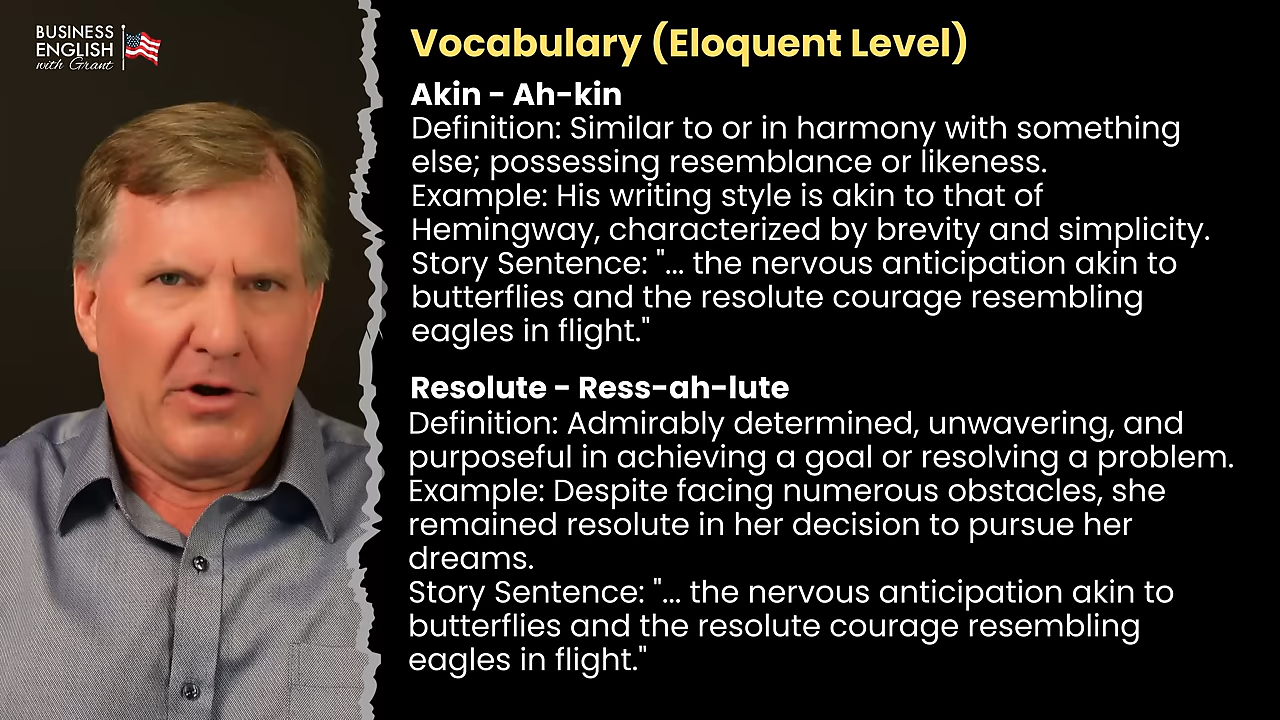 BUSINESS
ENGLISH
with Grant
Vocabulary (Eloquent Level)
Akin - Ah-kin
Definition: Similar to or in harmony with something
else; possessing resemblance or likeness.
Example: His writing style is akin to that of
Hemingway, characterized by brevity and simplicity.
Story Sentence: "... the nervous anticipation akin to
butterflies and the resolute courage resembling
eagles in flight."
Resolute - Ress-ah-lute
Definition: Admirably determined, unwavering, and
purposeful in achieving a goal or resolving a problem.
Example: Despite facing numerous obstacles, she
remained resolute in her decision to pursue her
dreams.
Story Sentence: "... the nervous anticipation akin to
butterflies and the resolute courage resembling
eagles in flight."